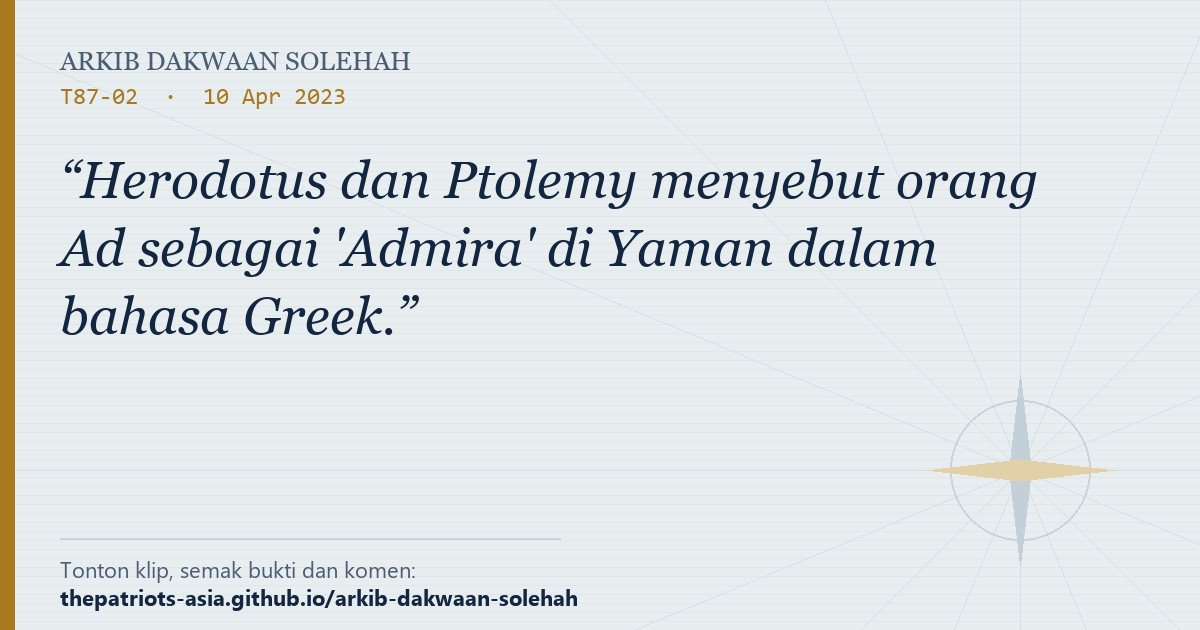 ARKIB DAKWAAN SOLEHAH
T87-02 · 10 Apr 2023
“Herodotus dan Ptolemy menyebut orang
Ad sebagai 'Admira' di Yaman dalam
bahasa Greek.”
Tonton klip, semak bukti dan komen:
thepatriots-asia.github.io/arkib-dakwaan-solehah